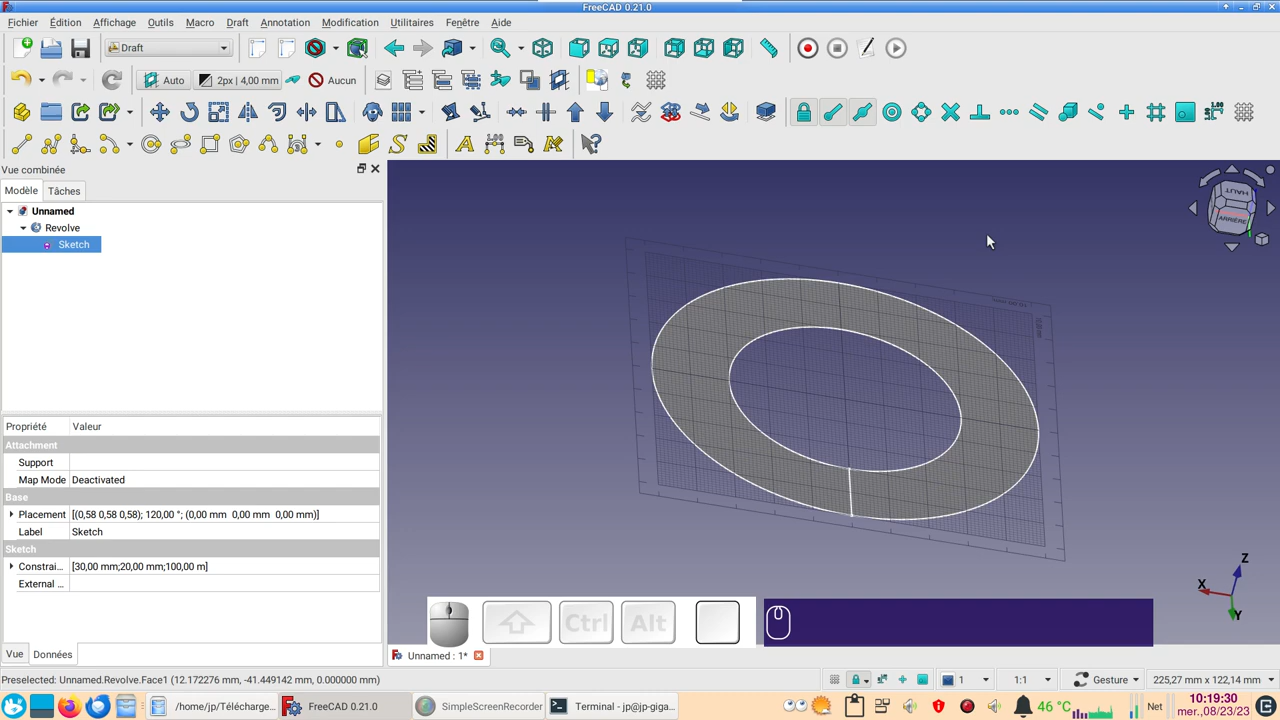 FreeCAD 0.21.0
Fichier Édition Affichage Outils Macro Draft Annotation Modification Utilitaires Fenêtre Aide
Draft
Auto 2px | 4,00 mm Aucun
Vue combinée
Modèle Tâches
Unnamed
Revolve
Sketch
HAUT
ARRIÈRE
Propriété Valeur
Attachment
Support
Map Mode Deactivated
Base
Placement [(0,58 0,58 0,58); 120,00 °; (0,00 mm 0,00 mm 0,00 mm)]
Label Sketch
Sketch
Constrai... [30,00 mm;20,00 mm;100,00 m]
External ...
Z
X
Y
Ctrl Alt
Vue Données
Unnamed : 1*
Preselected: Unnamed.Revolve.Face1 (12.172276 mm, -41.449142 mm, 0.000000 mm)
1 1:1 Gesture 225,27 mm x 122,14 mm
/home/jp/Télécharge... FreeCAD 0.21.0 SimpleScreenRecorder Terminal - jp@jp-giga... 46 °C Net 10:19:30
mer.,08/23/23